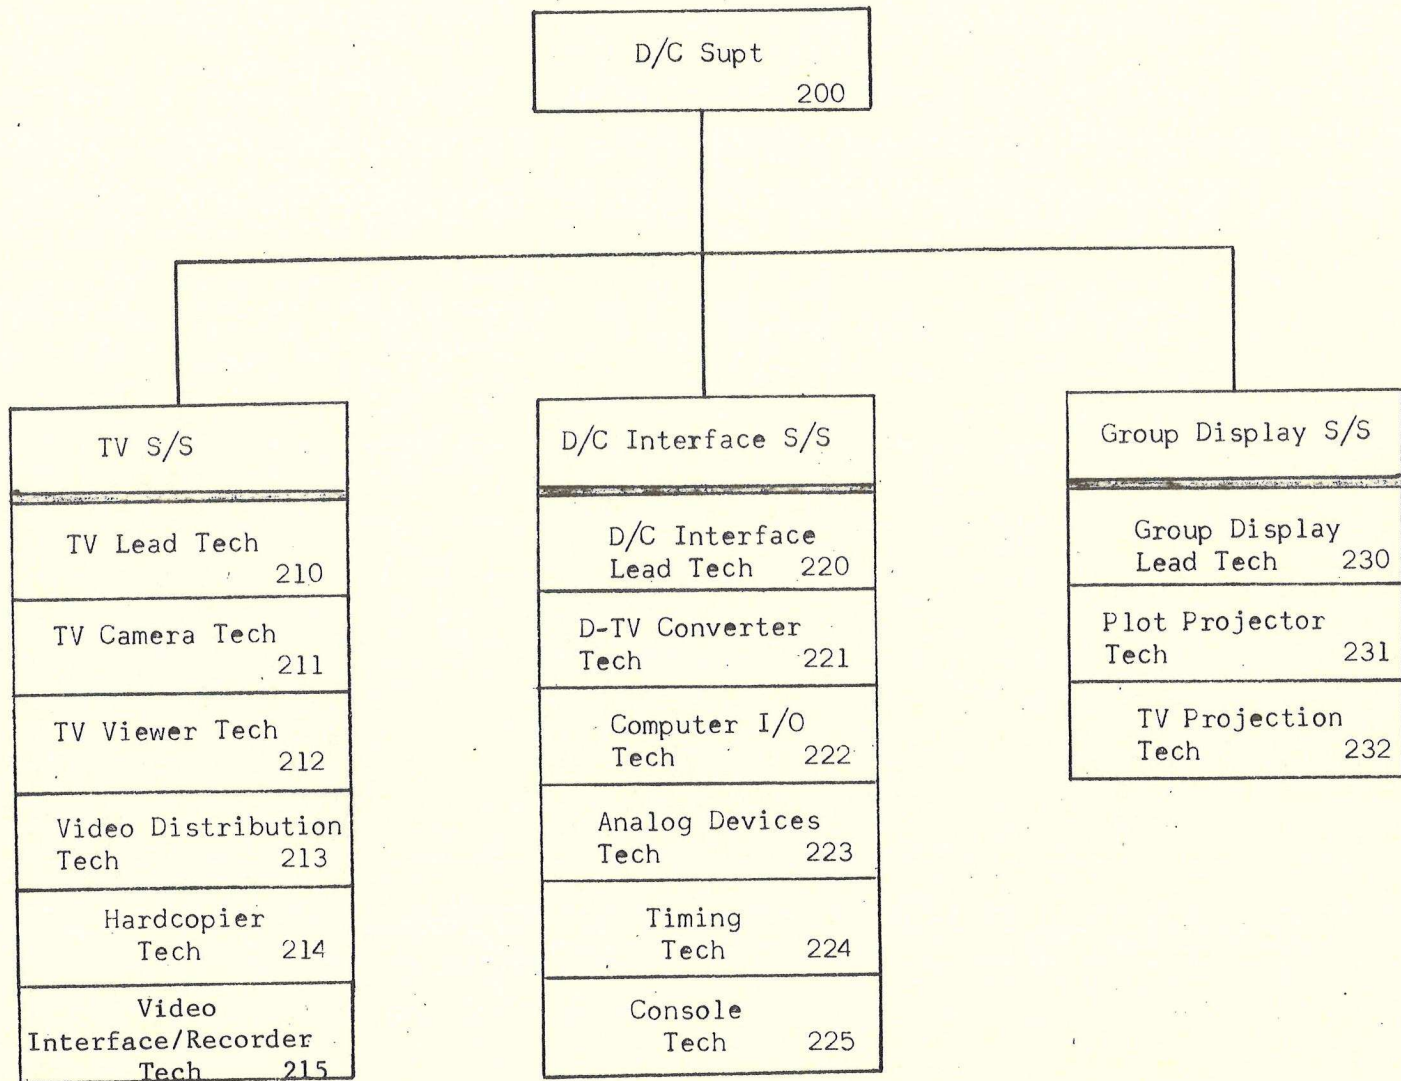 D/C Supt
200
TV S/S
TV Lead Tech
210
TV Camera Tech
211
TV Viewer Tech
212
Video Distribution
Tech 213
Hardcopier
Tech 214
Video
Interface/Recorder
Tech 215
D/C Interface S/S
D/C Interface
Lead Tech 220
D-TV Converter
Tech 221
Computer I/O
Tech 222
Analog Devices
Tech 223
Timing
Tech 224
Console
Tech 225
Group Display S/S
Group Display
Lead Tech 230
Plot Projector
Tech 231
TV Projection
Tech 232